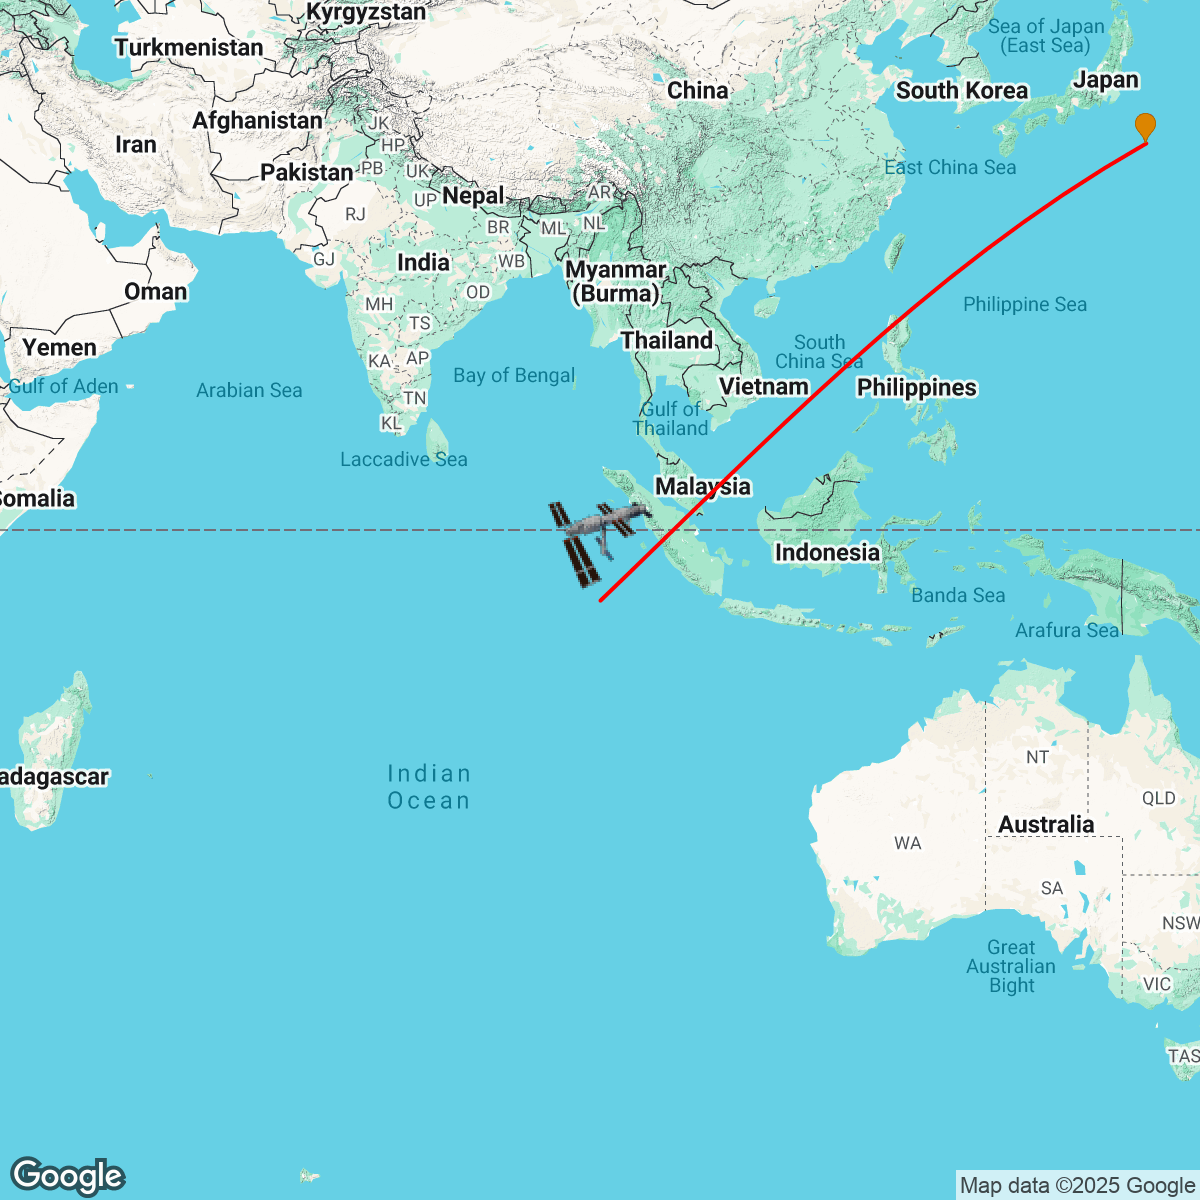 Kyrgyzstan
Turkmenistan
Sea of Japan
(East Sea)
Japan
China
South Korea
Afghanistan
JK
Iran
HP
Pakistan
PB
UK
East China Sea
Nepal
UP
AR
RJ
BR
ML
NL
GJ
India
WB
Myanmar
(Burma)
Oman
MH
OD
Philippine Sea
TS
Yemen
Thailand
South
China Sea
KA
AP
Gulf of Aden
Arabian Sea
Bay of Bengal
Vietnam
Philippines
TN
KL
Gulf of
Thailand
Laccadive Sea
Malaysia
Somalia
Indonesia
Banda Sea
Arafura Sea
adagascar
Indian
Ocean
NT
QLD
Australia
WA
SA
NSW
Great
Australian
Bight
VIC
TAS
Google
Map data ©2025 Google